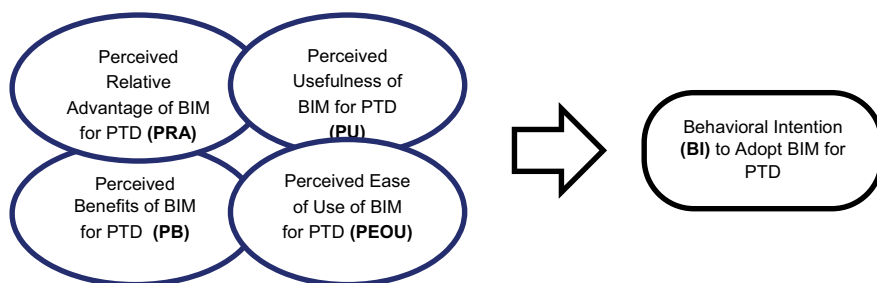 Perceived
Relative
Advantage of BIM
for PTD (PRA)
Perceived
Usefulness of
BIM for PTD
(PU)
Perceived
Benefits of BIM
for PTD (PB)
Perceived Ease
of Use of BIM
for PTD (PEOU)
Behavioral Intention
(BI) to Adopt BIM for
PTD